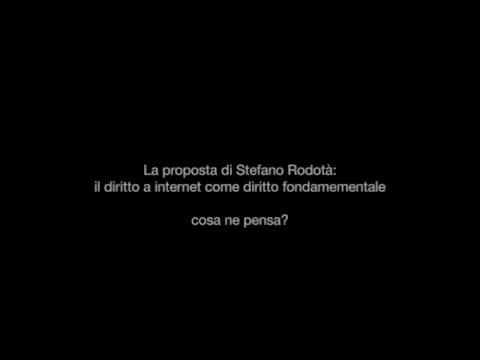 La proposta di Stefano Rodotà:
il diritto a internet come diritto fondamementale
cosa ne pensa?